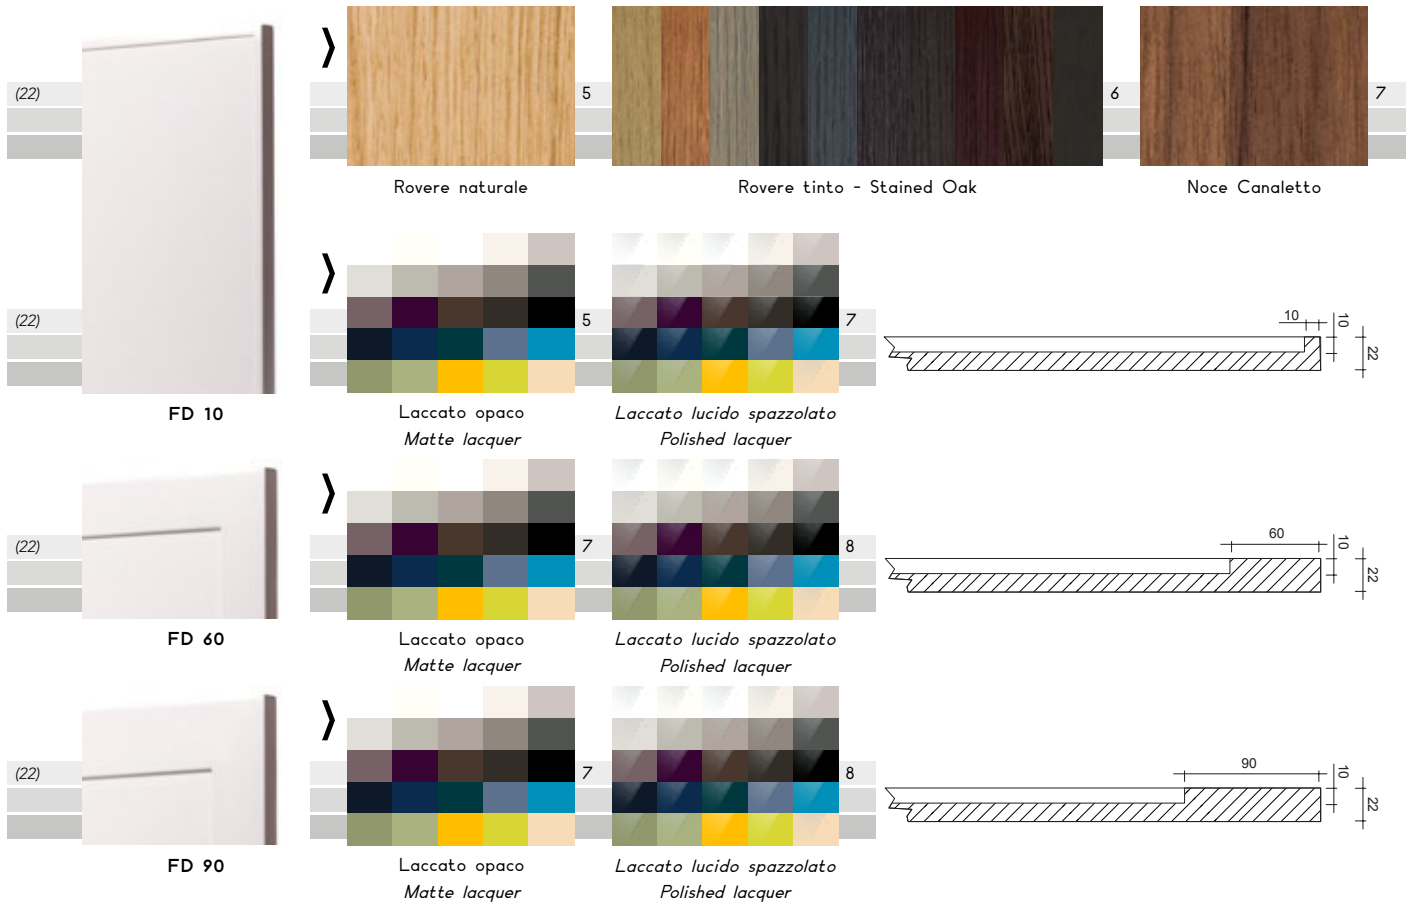 (22)
5
6
7
Rovere naturale
Rovere tinto - Stained Oak
Noce Canaletto
(22)
5
7
10
10
22
FD 10
Laccato opaco
Matte lacquer
Laccato lucido spazzolato
Polished lacquer
(22)
7
8
60
10
22
FD 60
Laccato opaco
Matte lacquer
Laccato lucido spazzolato
Polished lacquer
(22)
7
8
90
10
22
FD 90
Laccato opaco
Matte lacquer
Laccato lucido spazzolato
Polished lacquer